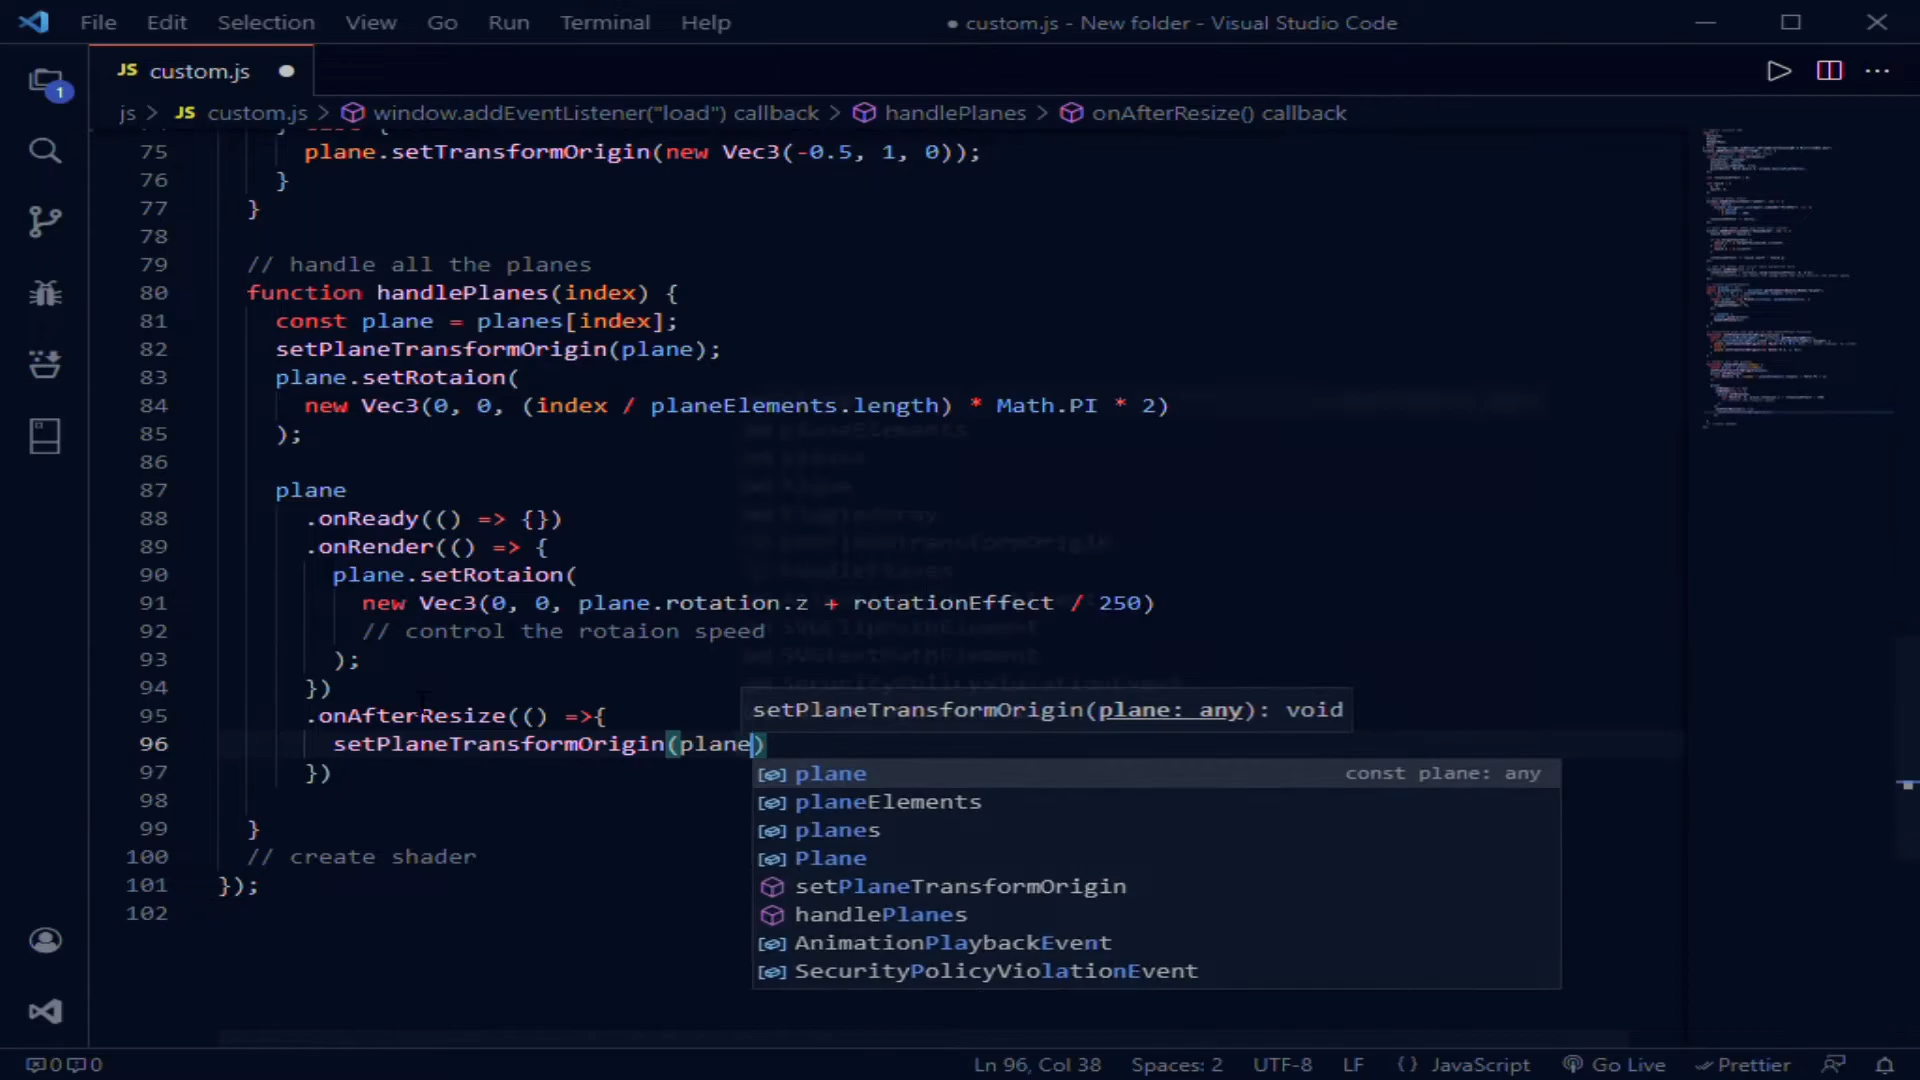 File Edit Selection View Go Run Terminal Help ● custom.js - New folder - Visual Studio Code
JS custom.js ●
1
js > JS custom.js > window.addEventListener("load") callback > handlePlanes > onAfterResize() callback
75 plane.setTransformOrigin(new Vec3(-0.5, 1, 0));
76 }
77 }
78
79 // handle all the planes
80 function handlePlanes(index) {
81 const plane = planes[index];
82 setPlaneTransformOrigin(plane);
83 plane.setRotaion(
84 new Vec3(0, 0, (index / planeElements.length) * Math.PI * 2)
85 );
86
87 plane
88 .onReady(() => {})
89 .onRender(() => {
90 plane.setRotaion(
91 new Vec3(0, 0, plane.rotation.z + rotationEffect / 250)
92 // control the rotaion speed
93 );
94 })
95 .onAfterResize(() =>{
setPlaneTransformOrigin(plane: any): void
96 setPlaneTransformOrigin(plane)
97 })
plane const plane: any
planeElements
planes
Plane
setPlaneTransformOrigin
handlePlanes
AnimationPlaybackEvent
SecurityPolicyViolationEvent
98
99 }
100 // create shader
101 });
102
0 0 Ln 96, Col 38 Spaces: 2 UTF-8 LF {} JavaScript Go Live Prettier